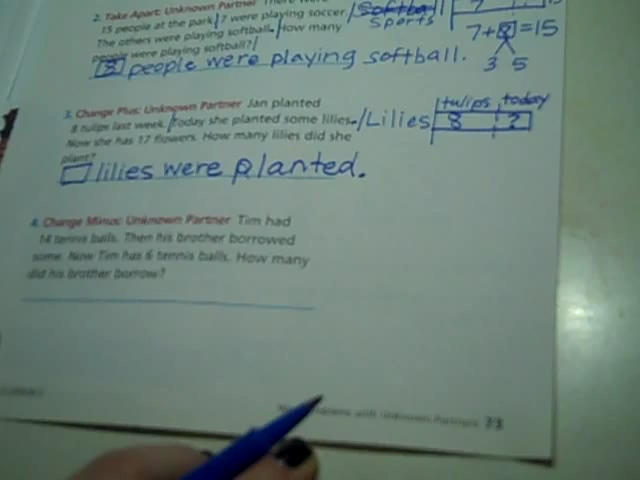 2. Take Apart: Unknown Partner There were
15 people at the park / 7 were playing soccer. / Softball
Sports
The others were playing softball. / How many
people were playing softball?
7+8=15
3 5
8 people were playing softball.
3. Change Plus: Unknown Partner Jan planted
8 tulips last week. / Today she planted some lilies. / Lilies
tulips today
8 ?
Now she has 17 flowers. How many lilies did she
plant?
lilies were planted.
4. Change Minus: Unknown Partner Tim had
14 tennis balls. Then his brother borrowed
some. Now Tim has 6 tennis balls. How many
did his brother borrow?
with Unknown Partners 73